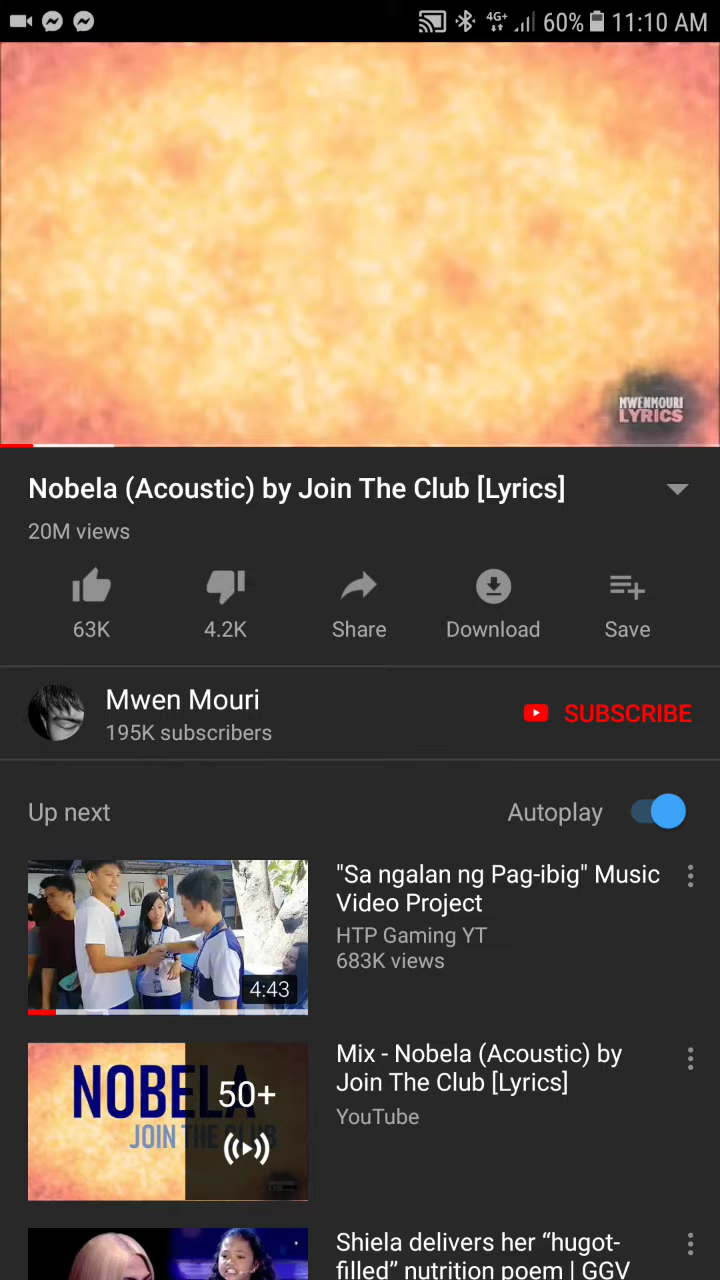 4G+ 60% 11:10 AM
MWENMOURI
LYRICS
Nobela (Acoustic) by Join The Club [Lyrics]
20M views
63K 4.2K Share Download Save
Mwen Mouri
195K subscribers
SUBSCRIBE
Up next Autoplay
"Sa ngalan ng Pag-ibig" Music
Video Project
HTP Gaming YT
683K views
4:43
NOBELA
JOIN THE CLUB
50+
Mix - Nobela (Acoustic) by
Join The Club [Lyrics]
YouTube
Shiela delivers her “hugot-
filled” nutrition poem | GGV